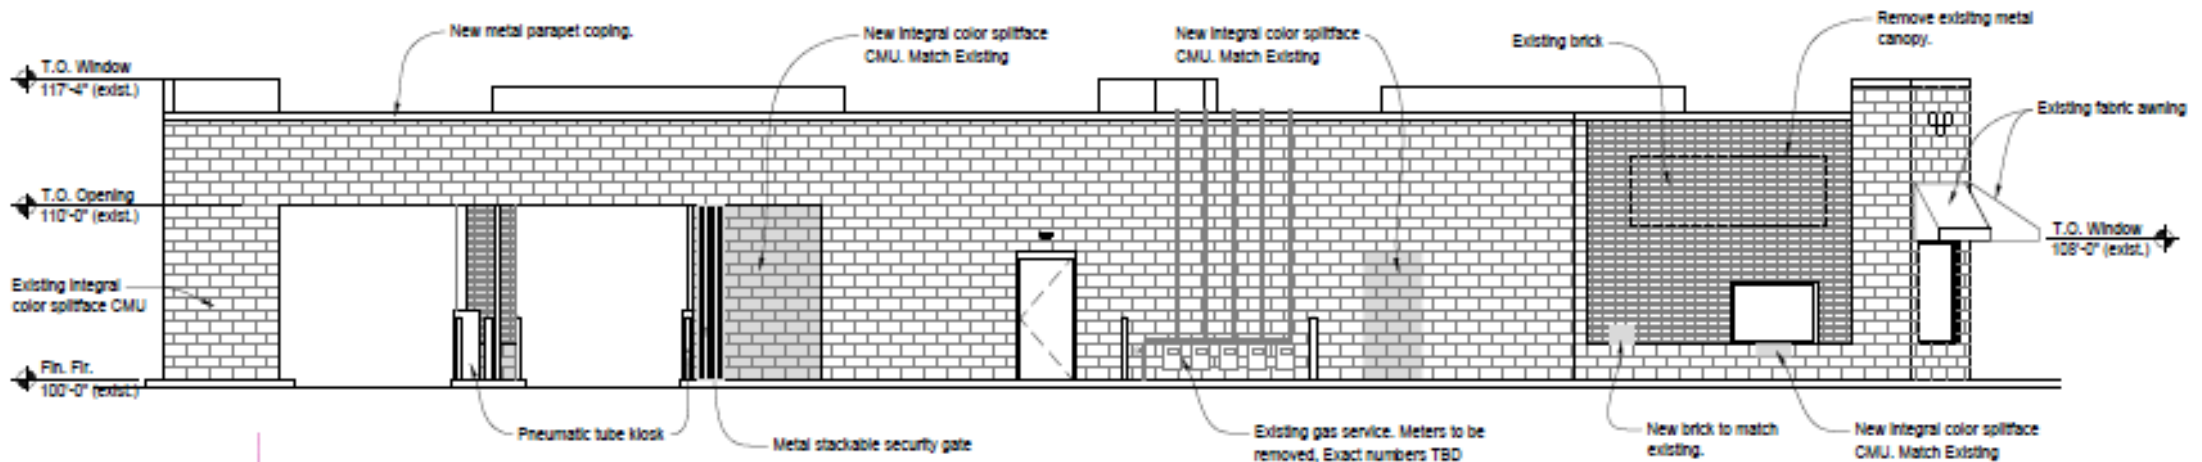 New metal parapet coping.
New integral color splitface
CMU. Match Existing
New integral color splitface
CMU. Match Existing
Existing brick
Remove existing metal
canopy.
T.O. Window
117'-4" (exist.)
Existing fabric awning
T.O. Opening
110'-0" (exist.)
T.O. Window
108'-0" (exist.)
Existing integral
color splitface CMU
Fin. Flr.
100'-0" (exist.)
Pneumatic tube kiosk
Metal stackable security gate
Existing gas service. Meters to be
removed, Exact numbers TBD
New brick to match
existing.
New integral color splitface
CMU. Match Existing